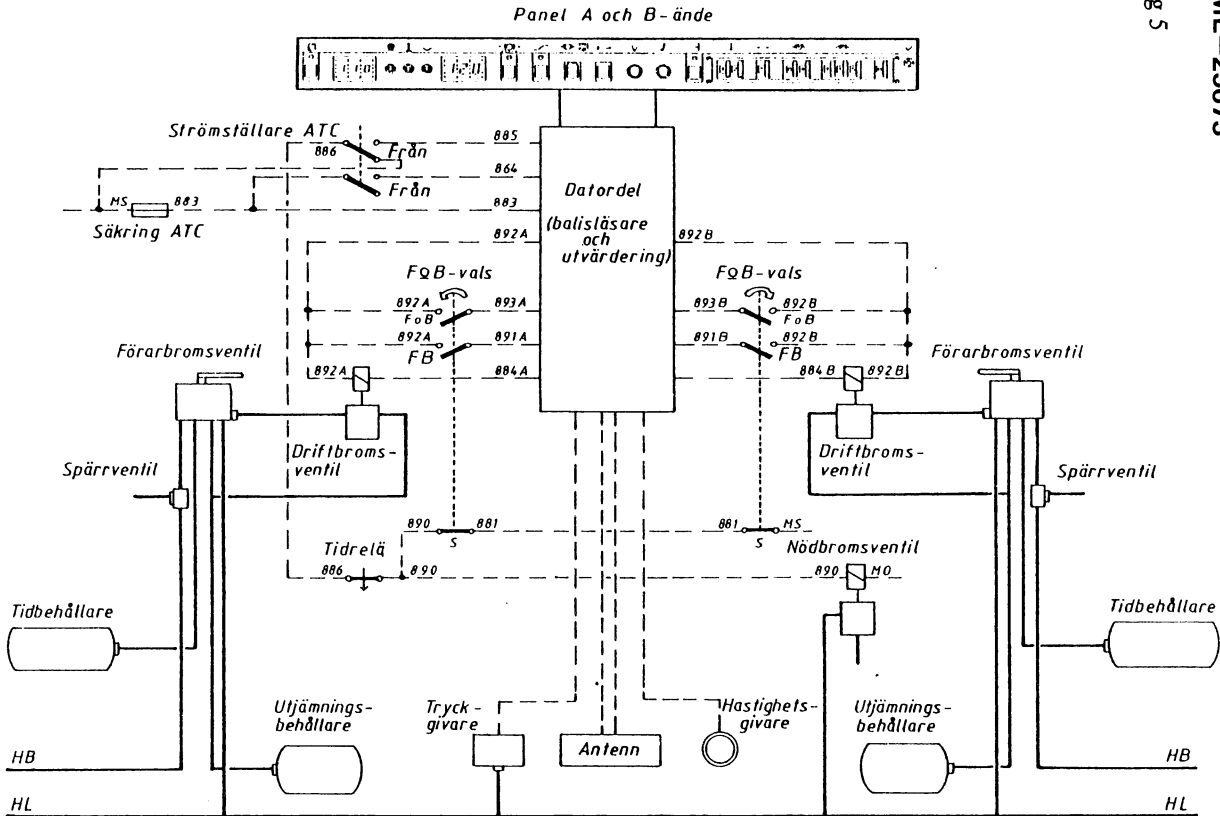 Panel A och B-ände
g 5
Strömställare ATC
886
Från
885
864
Från
MS
883
883
Säkring ATC
Datordel
(balisläsare
och
utvärdering)
892A
892B
FoB-vals
FoB-vals
892A
893A
FoB
893B
892B
FoB
892A
891A
FB
891B
892B
FB
Förarbromsventil
Förarbromsventil
892A
884A
884B
892B
Driftbroms-
ventil
Driftbroms-
ventil
Spärrventil
Spärrventil
890
881
S
881
MS
S
Tidrelä
Nödbromsventil
886
890
890
MO
Tidbehållare
Tidbehållare
Utjämnings-
behållare
Tryck-
givare
Antenn
Hastighets-
givare
Utjämnings-
behållare
HB
HB
HL
HL